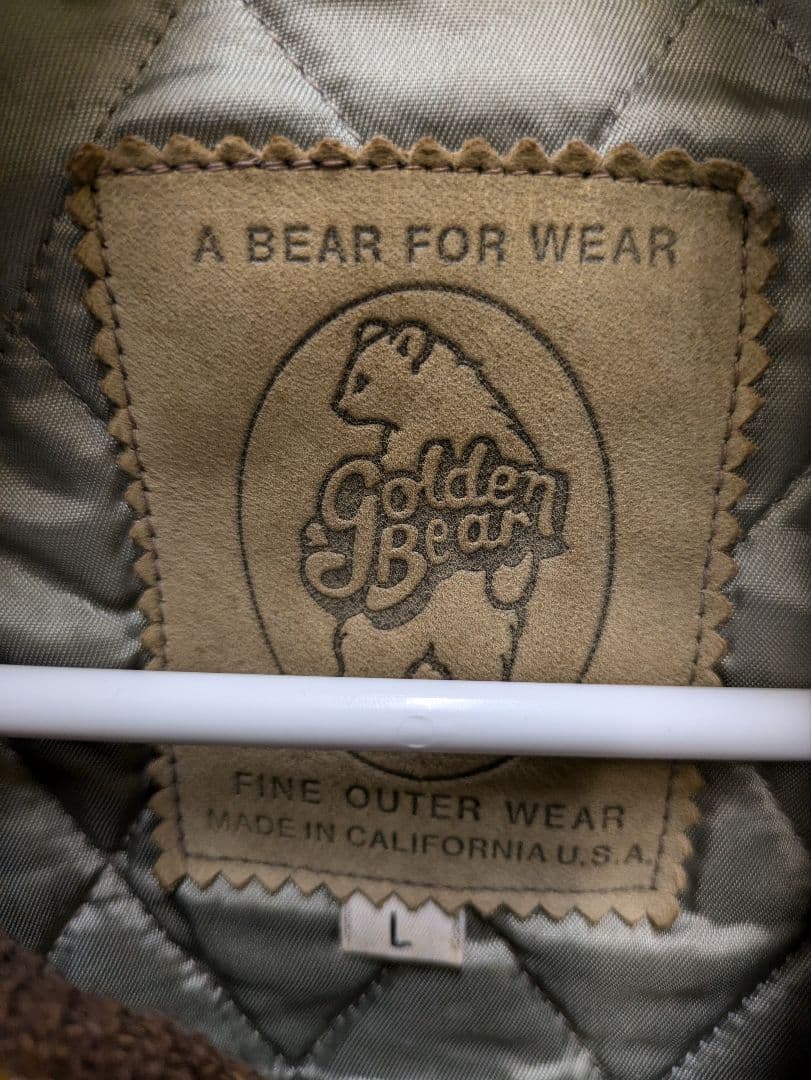 A BEAR FOR WEAR
Golden
Bear
FINE OUTER WEAR
MADE IN CALIFORNIA U.S.A.
L